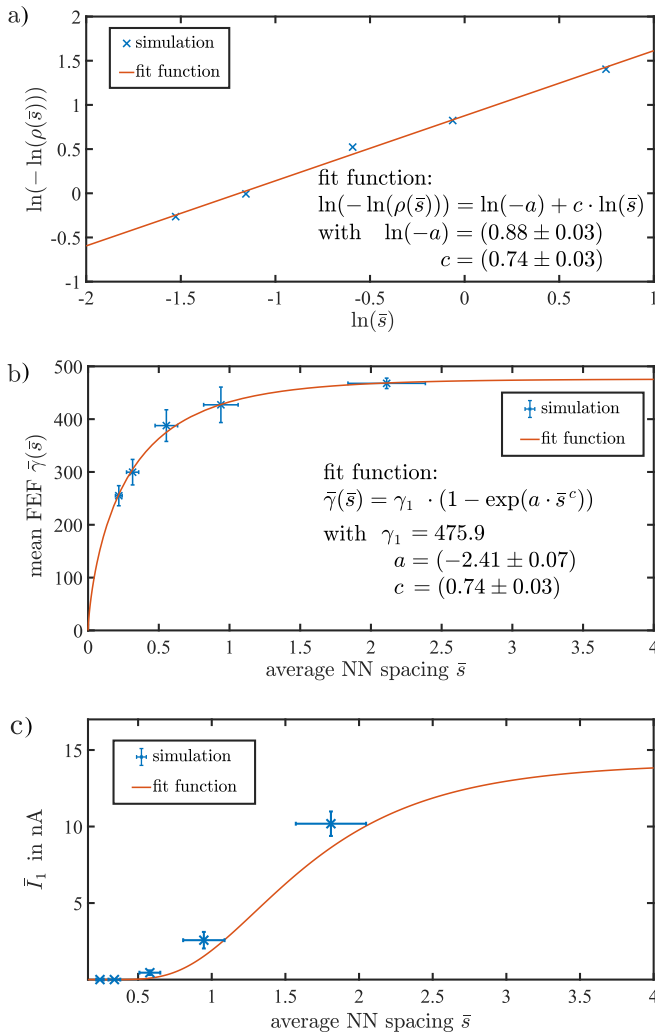 a)
ln(− ln(ρ(s̄)))
2
1.5
1
0.5
0
-0.5
-1
simulation
fit function
fit function:
ln(− ln(ρ(s̄))) = ln(−a) + c · ln(s̄)
with ln(−a) = (0.88 ± 0.03)
c = (0.74 ± 0.03)
-2 -1.5 -1 -0.5 0 0.5 1
ln(s̄)
b)
mean FEF γ̄(s̄)
500
400
300
200
100
0
simulation
fit function
fit function:
γ̄(s̄) = γ₁ · (1 − exp(a · s̄ᶜ))
with γ₁ = 475.9
a = (−2.41 ± 0.07)
c = (0.74 ± 0.03)
0 0.5 1 1.5 2 2.5 3 3.5 4
average NN spacing s̄
c)
Ī₁ in nA
15
10
5
simulation
fit function
0.5 1 1.5 2 2.5 3 3.5 4
average NN spacing s̄